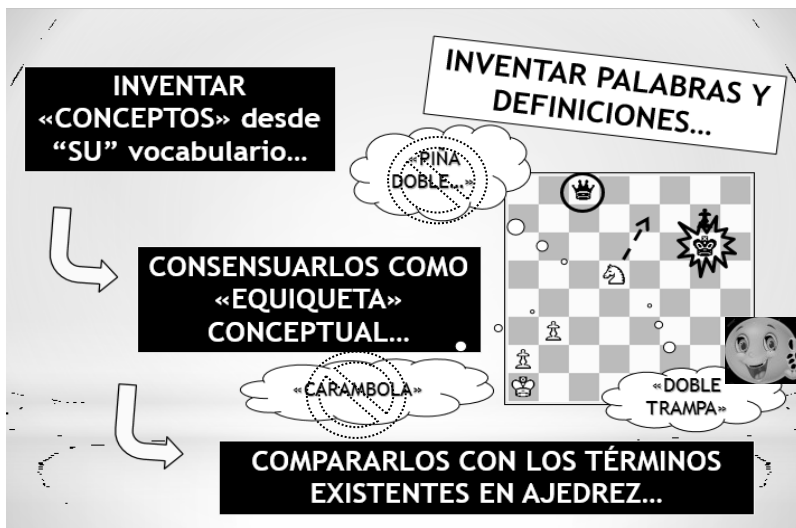 INVENTAR
«CONCEPTOS» desde
“SU” vocabulario...
INVENTAR PALABRAS Y
DEFINICIONES...
«PIÑA
DOBLE...»
CONSENSUARLOS COMO
«EQUIQUETA»
CONCEPTUAL...
«CARAMBOLA»
«DOBLE
TRAMPA»
COMPARARLOS CON LOS TÉRMINOS
EXISTENTES EN AJEDREZ...